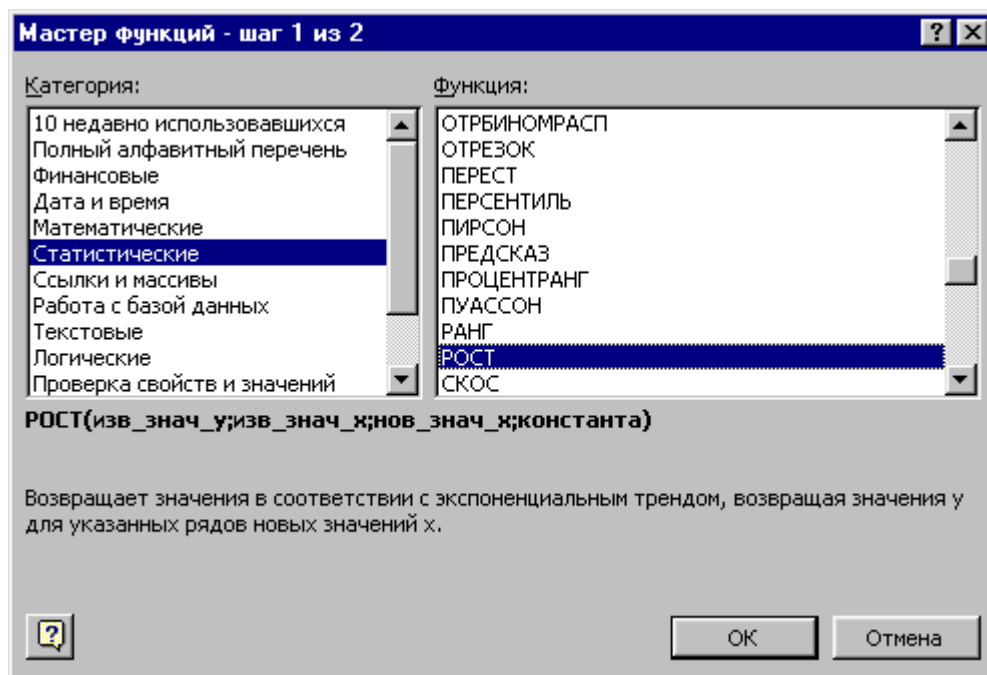 Мастер функций - шаг 1 из 2
Категория:
Функция:
10 недавно использовавшихся
Полный алфавитный перечень
Финансовые
Дата и время
Математические
Статистические
Ссылки и массивы
Работа с базой данных
Текстовые
Логические
Проверка свойств и значений
ОТРБИНОМРАСП
ОТРЕЗОК
ПЕРЕСТ
ПЕРСЕНТИЛЬ
ПИРСОН
ПРЕДСКАЗ
ПРОЦЕНТРАНГ
ПУАССОН
РАНГ
РОСТ
СКОС
РОСТ(изв_знач_y;изв_знач_x;нов_знач_x;константа)
Возвращает значения в соответствии с экспоненциальным трендом, возвращая значения y
для указанных рядов новых значений x.
OK
Отмена